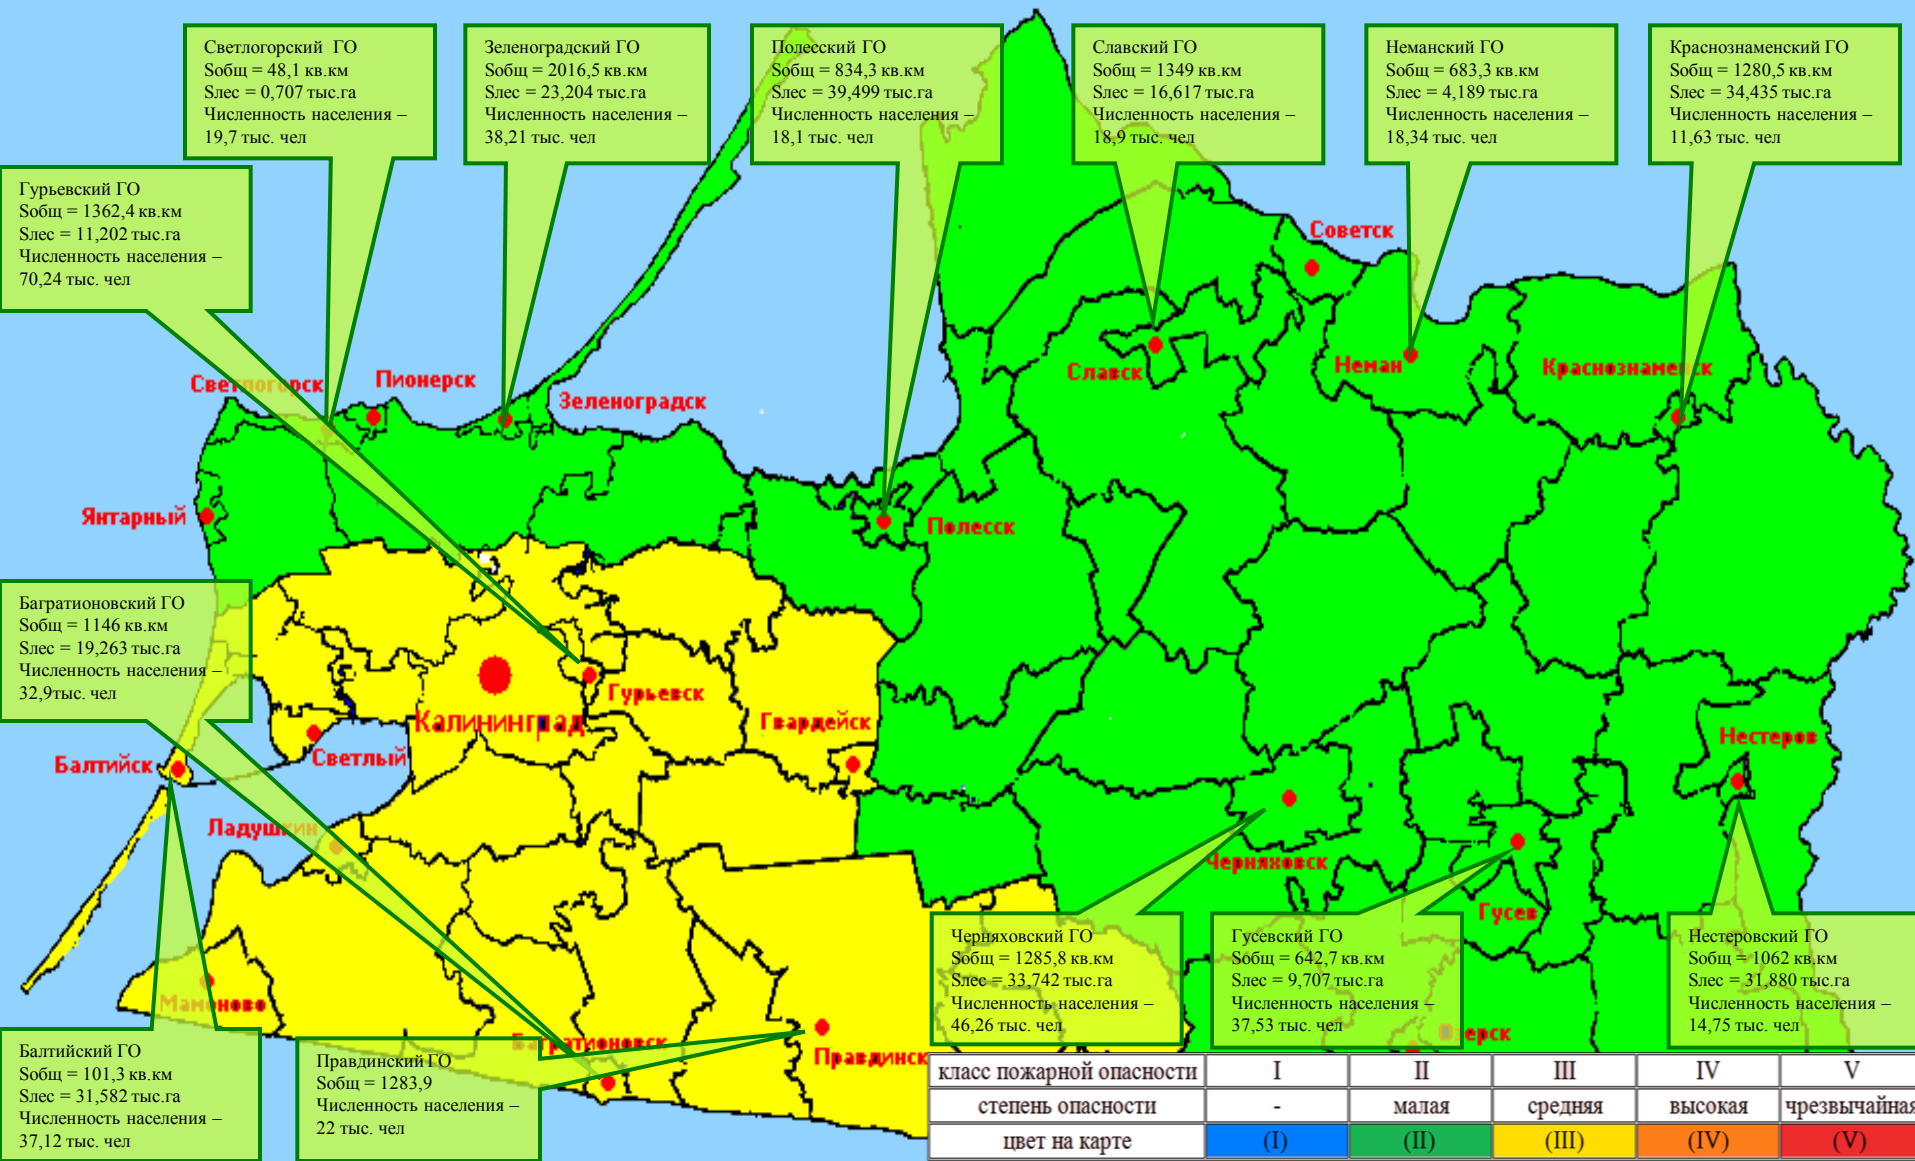 Светлогорский ГО
Sобщ = 48,1 кв.км
Sлес = 0,707 тыс.га
Численность населения –
19,7 тыс. чел
Зеленоградский ГО
Sобщ = 2016,5 кв.км
Sлес = 23,204 тыс.га
Численность населения –
38,21 тыс. чел
Полесский ГО
Sобщ = 834,3 кв.км
Sлес = 39,499 тыс.га
Численность населения –
18,1 тыс. чел
Славский ГО
Sобщ = 1349 кв.км
Sлес = 16,617 тыс.га
Численность населения –
18,9 тыс. чел
Неманский ГО
Sобщ = 683,3 кв.км
Sлес = 4,189 тыс.га
Численность населения –
18,34 тыс. чел
Краснознаменский ГО
Sобщ = 1280,5 кв.км
Sлес = 34,435 тыс.га
Численность населения –
11,63 тыс. чел
Гурьевский ГО
Sобщ = 1362,4 кв.км
Sлес = 11,202 тыс.га
Численность населения –
70,24 тыс. чел
Советск
Неман
Славск
Краснознаменск
Светлогорск
Пионерск
Зеленоградск
Янтарный
Полесск
Багратионовский ГО
Sобщ = 1146 кв.км
Sлес = 19,263 тыс.га
Численность населения –
32,9тыс. чел
Гурьевск
Калининград
Гвардейск
Светлый
Балтийск
Нестеров
Ладушкин
Черняховск
Гусев
Мамоново
Багратионовск
Правдинск
Озерск
Черняховский ГО
Sобщ = 1285,8 кв.км
Sлес = 33,742 тыс.га
Численность населения –
46,26 тыс. чел
Гусевский ГО
Sобщ = 642,7 кв.км
Sлес = 9,707 тыс.га
Численность населения –
37,53 тыс. чел
Нестеровский ГО
Sобщ = 1062 кв.км
Sлес = 31,880 тыс.га
Численность населения –
14,75 тыс. чел
Балтийский ГО
Sобщ = 101,3 кв.км
Sлес = 31,582 тыс.га
Численность населения –
37,12 тыс. чел
Правдинский ГО
Sобщ = 1283,9
Численность населения –
22 тыс. чел
класс пожарной опасности I II III IV V
степень опасности - малая средняя высокая чрезвычайная
цвет на карте (I) (II) (III) (IV) (V)